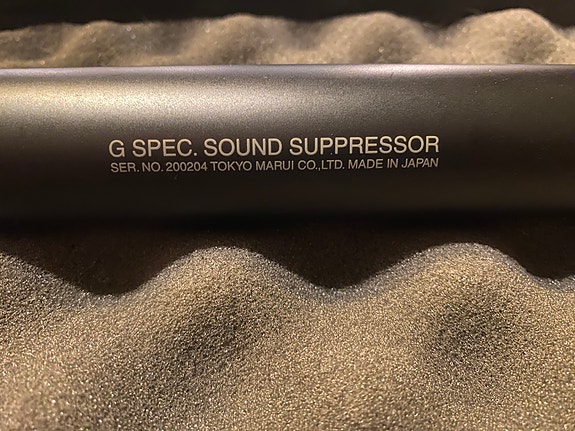 G SPEC. SOUND SUPPRESSOR
SER. NO. 200204 TOKYO MARUI CO.,LTD. MADE IN JAPAN